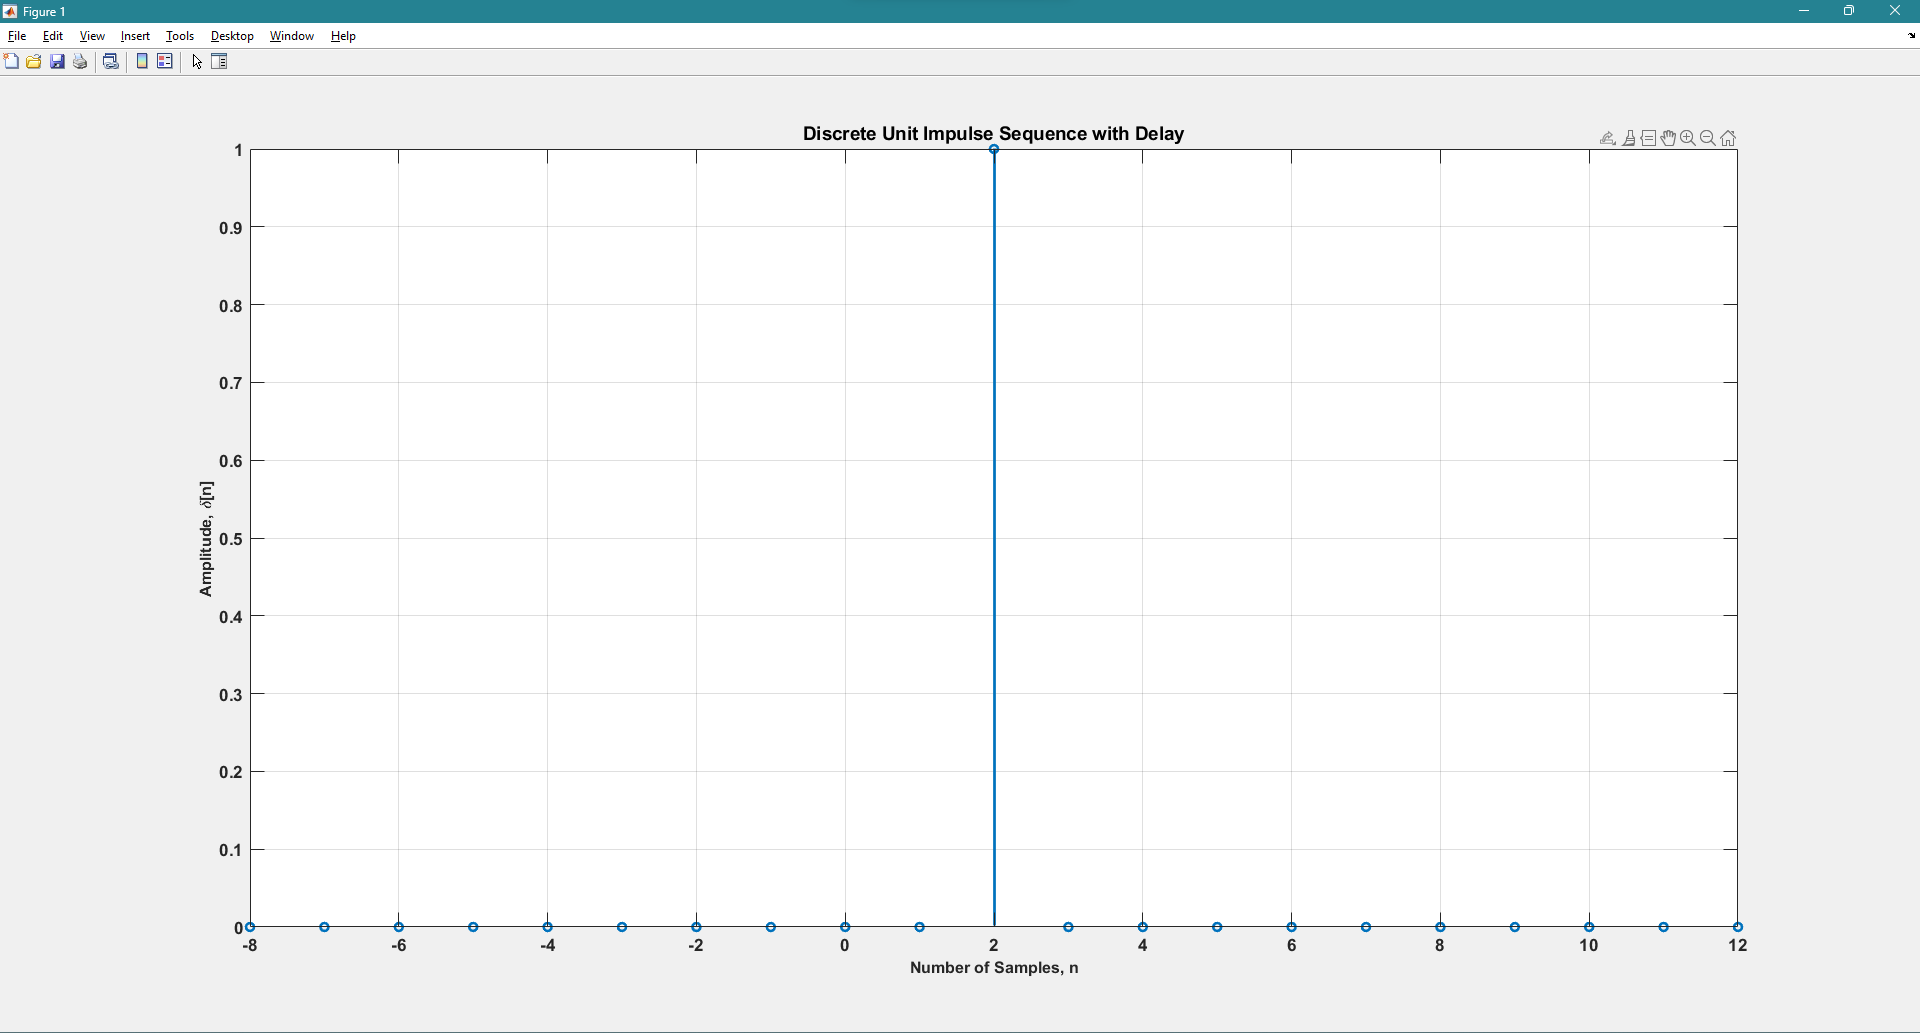 Figure 1
File Edit View Insert Tools Desktop Window Help
Discrete Unit Impulse Sequence with Delay
1
0.9
0.8
0.7
0.6
0.5
0.4
0.3
0.2
0.1
0
Amplitude, δ[n]
-8 -6 -4 -2 0 2 4 6 8 10 12
Number of Samples, n